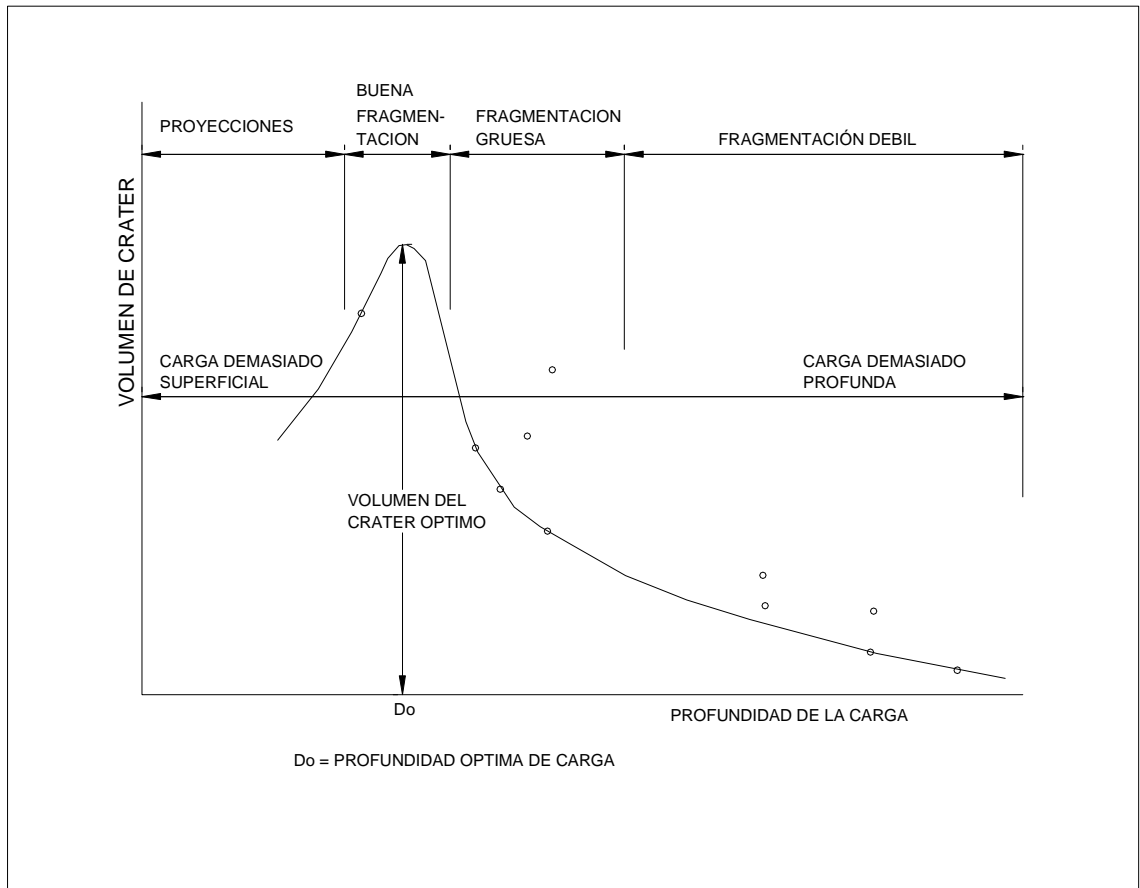 BUENA
FRAGMEN-
TACION
PROYECCIONES
FRAGMENTACION
GRUESA
FRAGMENTACIÓN DEBIL
VOLUMEN DE CRATER
CARGA DEMASIADO
SUPERFICIAL
CARGA DEMASIADO
PROFUNDA
VOLUMEN DEL
CRATER OPTIMO
Do
PROFUNDIDAD DE LA CARGA
Do = PROFUNDIDAD OPTIMA DE CARGA